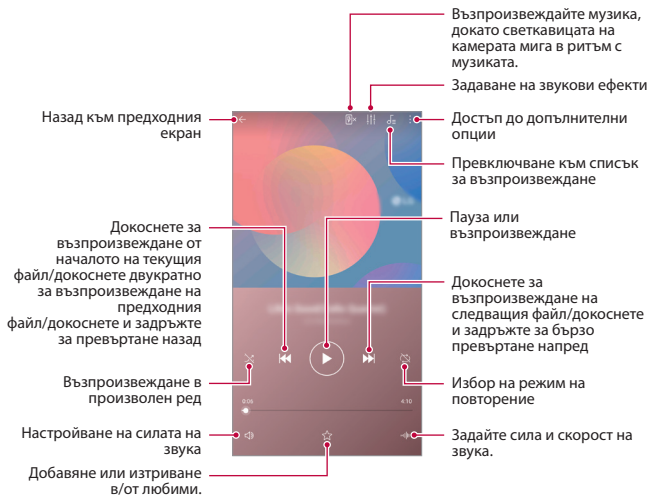 Възпроизвеждайте музика,
докато светкавицата на
камерата мига в ритъм с
музиката.
Задаване на звукови ефекти
Назад към предходния
екран
Достъп до допълнителни
опции
Превключване към списък
за възпроизвеждане
Докоснете за
възпроизвеждане от
началото на текущия
файл/докоснете двукратно
за възпроизвеждане на
предходния
файл/докоснете и задръжте
за превъртане назад
Пауза или
възпроизвеждане
Докоснете за
възпроизвеждане на
следващия файл/докоснете
и задръжте за бързо
превъртане напред
Възпроизвеждане в
произволен ред
Избор на режим на
повторение
0:06
4:10
Настройване на силата на
звука
Задайте сила и скорост на
звука.
Добавяне или изтриване
в/от любими.